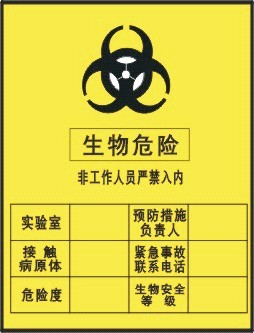 生物危险
非工作人员严禁入内
实验室
预防措施
负责人
接触
病原体
紧急事故
联系电话
危险度
生物安全
等级